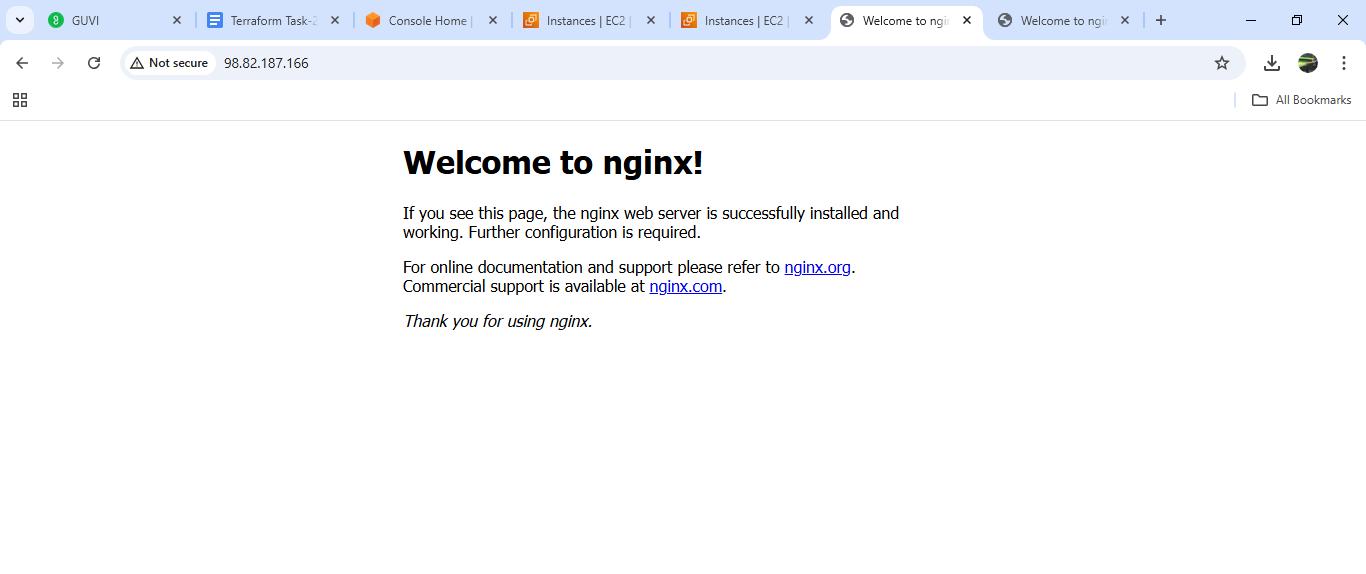 GUVI
Terraform Task-2
Console Home |
Instances | EC2 |
Instances | EC2 |
Welcome to ngin
Welcome to ngin
Not secure
98.82.187.166
All Bookmarks
Welcome to nginx!
If you see this page, the nginx web server is successfully installed and
working. Further configuration is required.
For online documentation and support please refer to nginx.org.
Commercial support is available at nginx.com.
Thank you for using nginx.